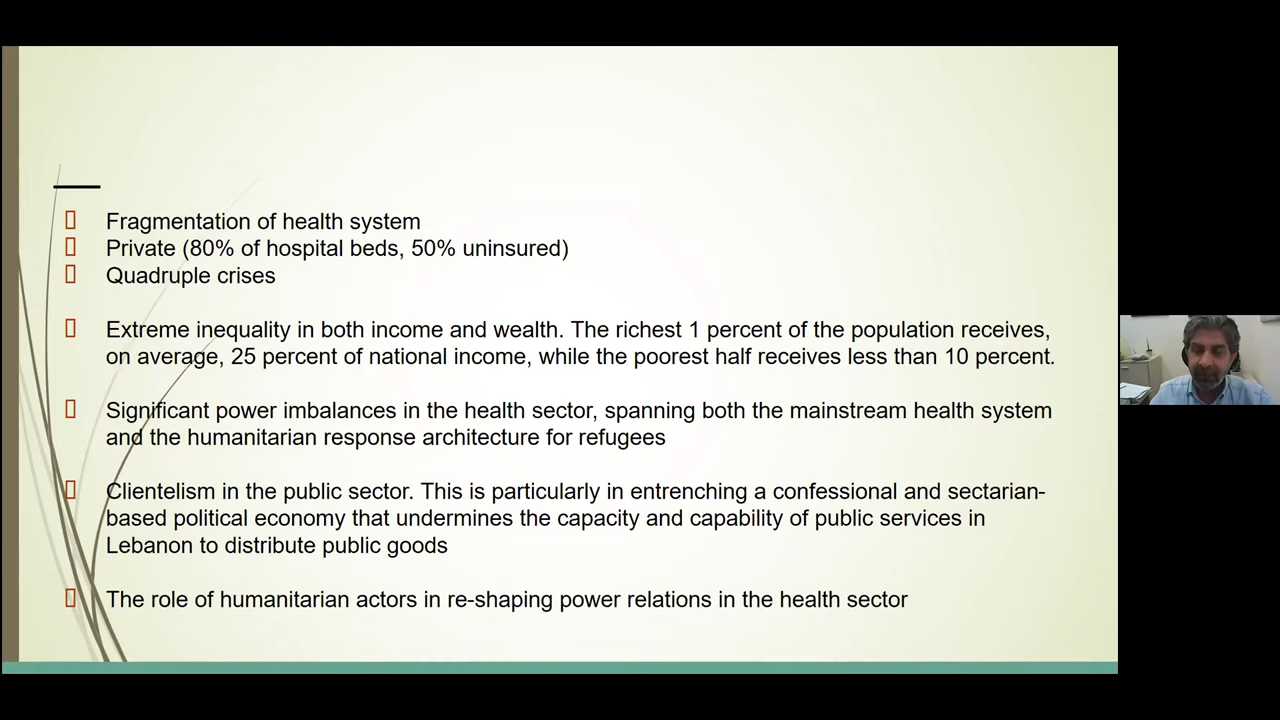 Fragmentation of health system
Private (80% of hospital beds, 50% uninsured)
Quadruple crises
Extreme inequality in both income and wealth. The richest 1 percent of the population receives,
on average, 25 percent of national income, while the poorest half receives less than 10 percent.
Significant power imbalances in the health sector, spanning both the mainstream health system
and the humanitarian response architecture for refugees
Clientelism in the public sector. This is particularly in entrenching a confessional and sectarian-
based political economy that undermines the capacity and capability of public services in
Lebanon to distribute public goods
The role of humanitarian actors in re-shaping power relations in the health sector